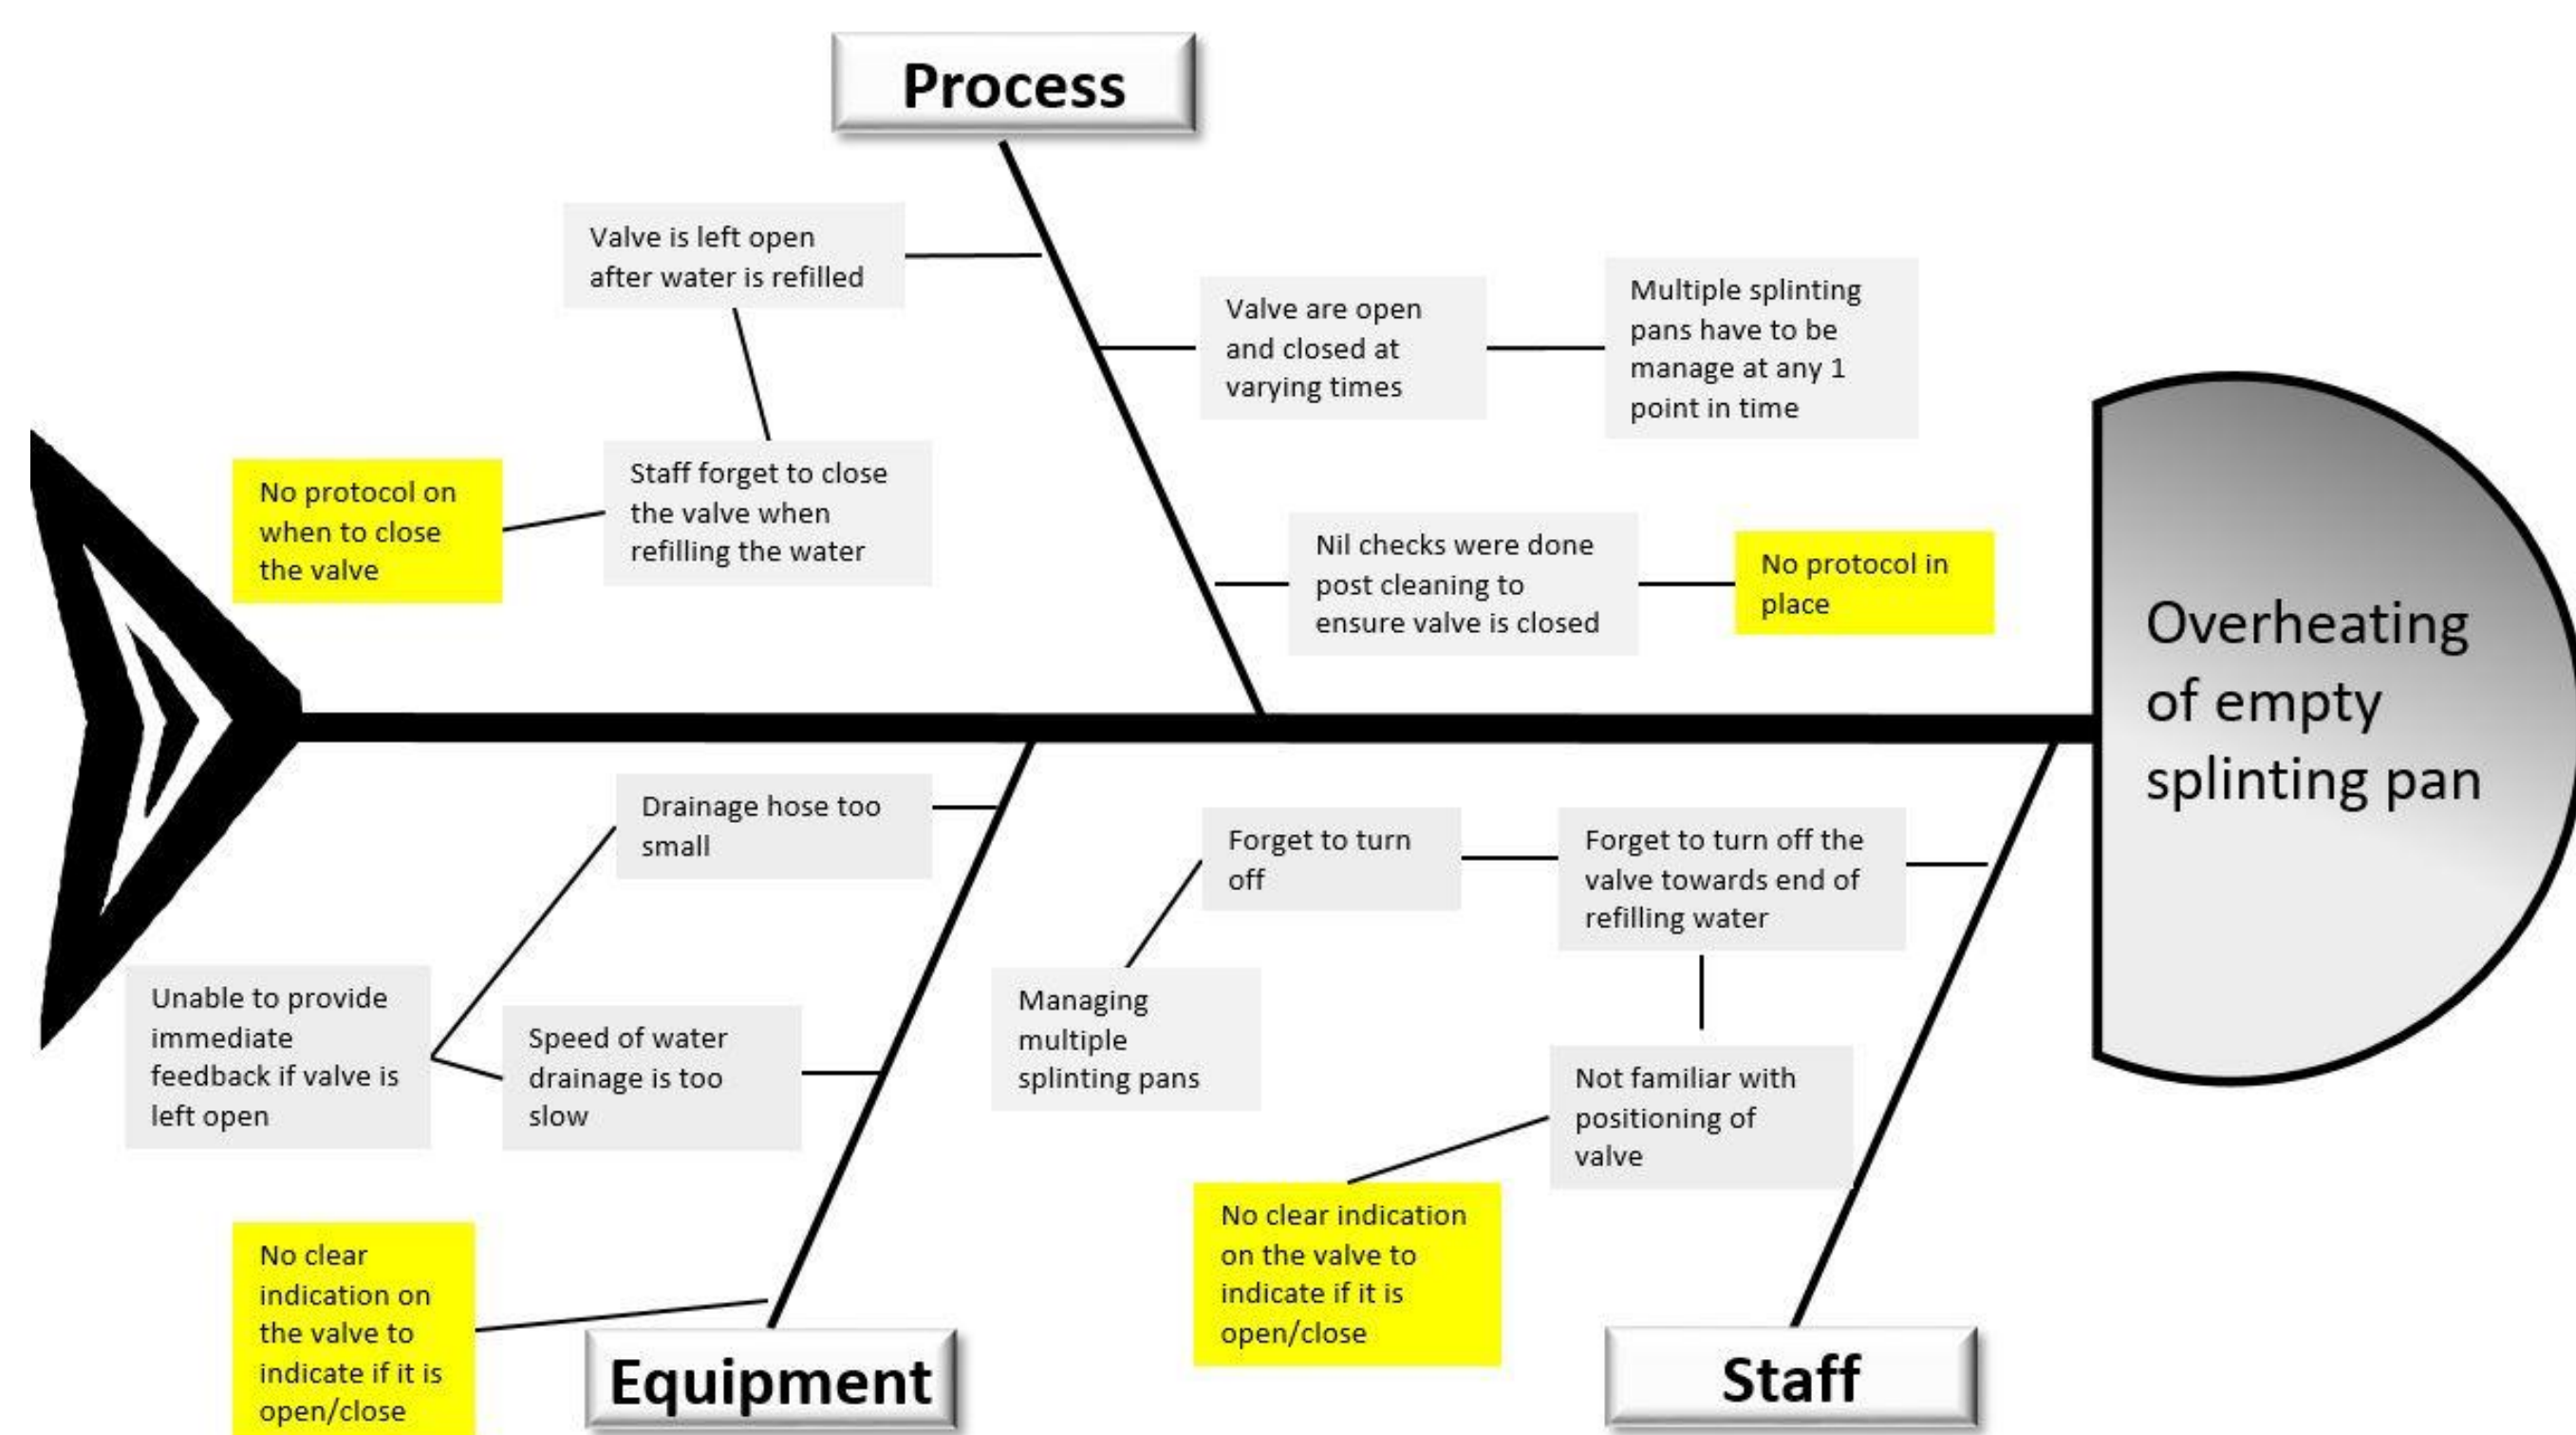 Process
Valve is left open
after water is refilled
Valve are open
and closed at
varying times
Multiple splinting
pans have to be
manage at any 1
point in time
No protocol on
when to close
the valve
Staff forget to close
the valve when
refilling the water
Nil checks were done
post cleaning to
ensure valve is closed
No protocol in
place
Overheating
of empty
splinting pan
Drainage hose too
small
Forget to turn
off
Forget to turn off the
valve towards end of
refilling water
Unable to provide
immediate
feedback if valve is
left open
Speed of water
drainage is too
slow
Managing
multiple
splinting pans
Not familiar with
positioning of
valve
No clear
indication on
the valve to
indicate if it is
open/close
No clear indication
on the valve to
indicate if it is
open/close
Equipment
Staff